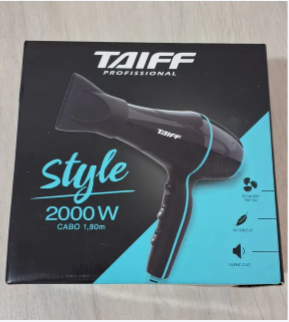 TAIFF
PROFISSIONAL
TAIFF
Style
2000 W
CABO 1,80m